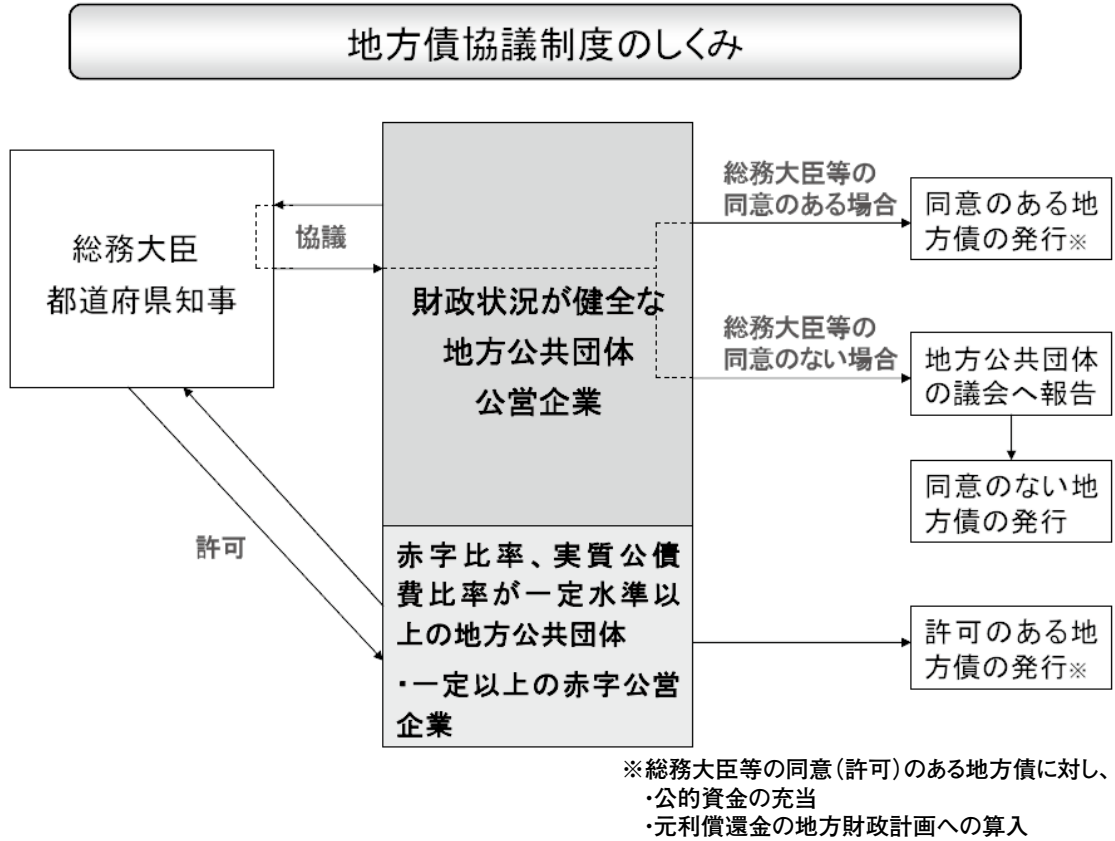 地方債協議制度のしくみ
総務大臣
都道府県知事
協議
許可
財政状況が健全な
地方公共団体
公営企業
赤字比率、実質公債
費比率が一定水準以
上の地方公共団体
・一定以上の赤字公営
企業
総務大臣等の
同意のある場合
同意のある地
方債の発行※
総務大臣等の
同意のない場合
地方公共団体
の議会へ報告
同意のない地
方債の発行
許可のある地
方債の発行※
※総務大臣等の同意(許可)のある地方債に対し、
・公的資金の充当
・元利償還金の地方財政計画への算入